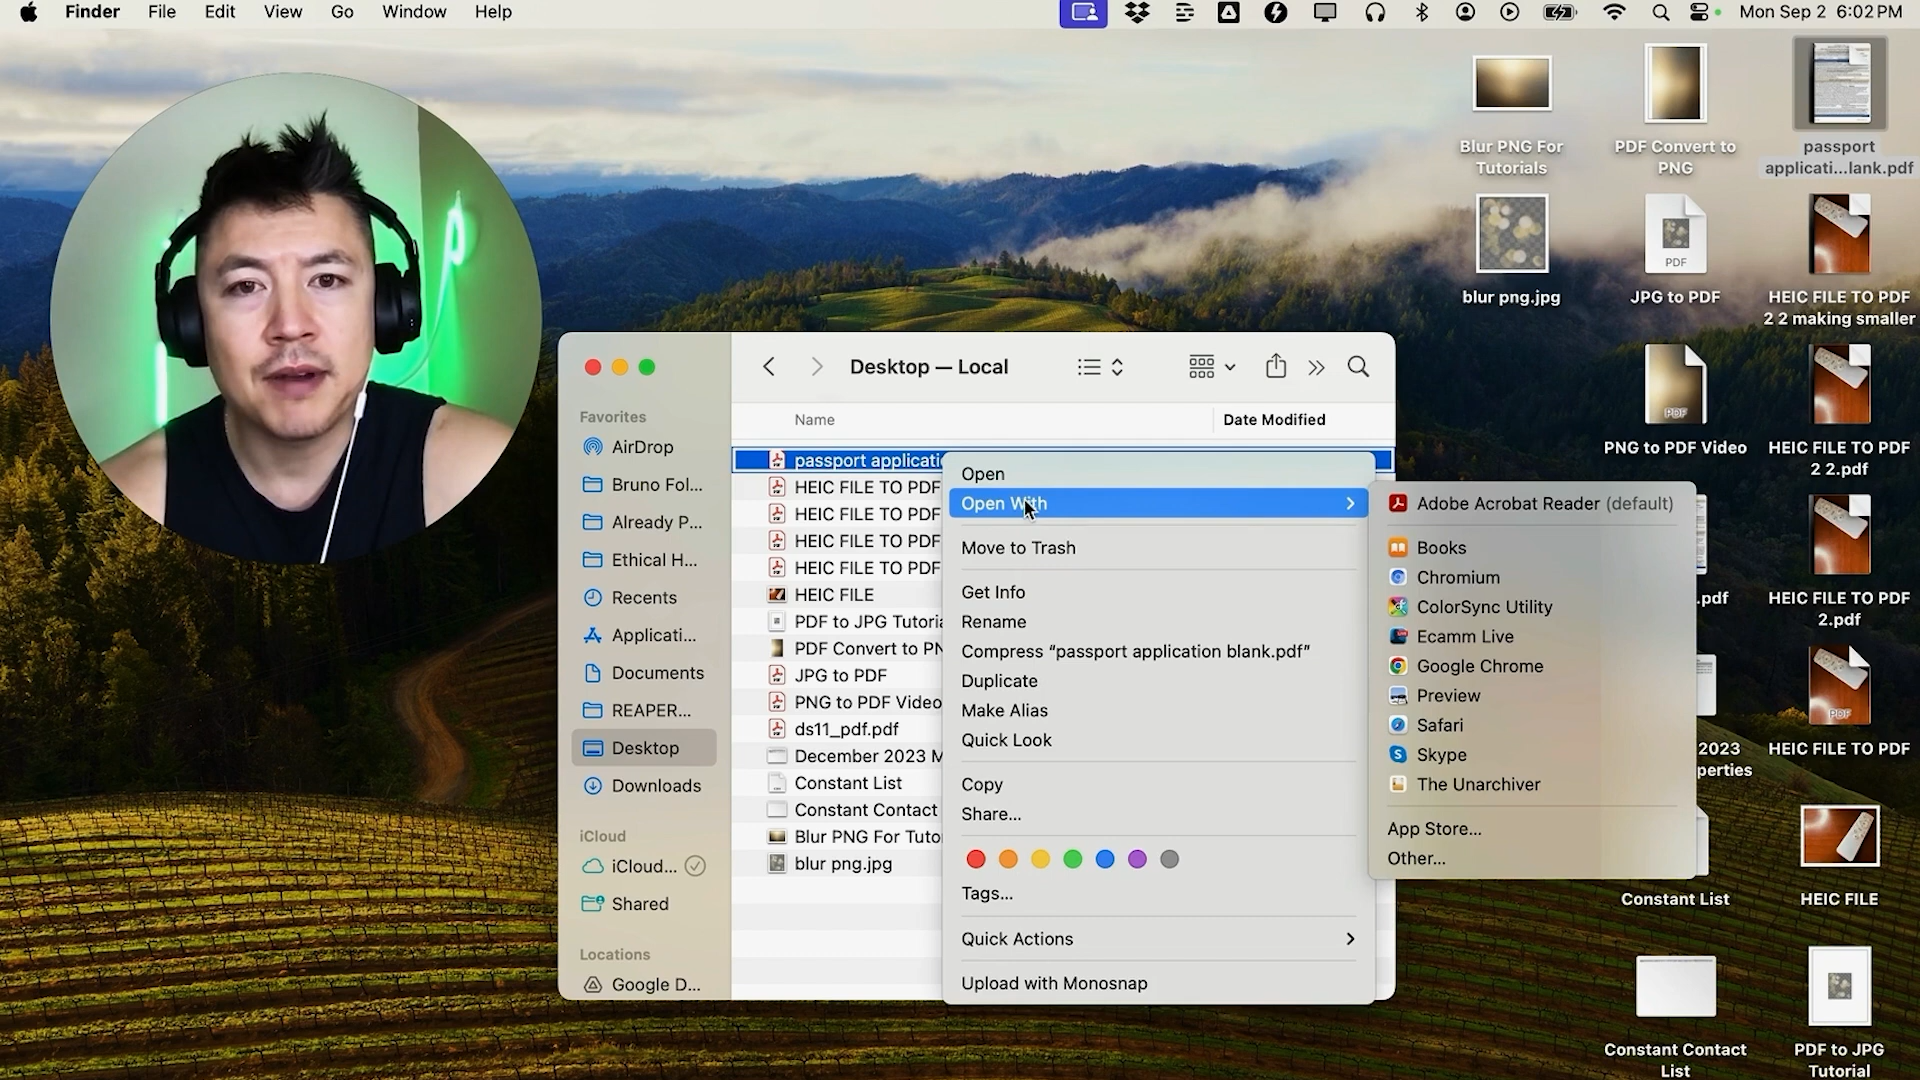 Finder File Edit View Go Window Help
Mon Sep 2 6:02 PM
Blur PNG For
Tutorials
PDF Convert to
PNG
passport
applicati...lank.pdf
blur png.jpg
PDF
JPG to PDF
HEIC FILE TO PDF
2 2 making smaller
PDF
PNG to PDF Video
HEIC FILE TO PDF
2 2.pdf
.pdf
HEIC FILE TO PDF
2.pdf
2023
perties
PDF
HEIC FILE TO PDF
Constant List
HEIC FILE
Constant Contact
List
PDF to JPG
Tutorial
Desktop — Local
Favorites
AirDrop
Bruno Fol...
Already P...
Ethical H...
Recents
Applicati...
Documents
REAPER...
Desktop
Downloads
iCloud
iCloud...
Shared
Locations
Google D...
Name Date Modified
passport applicati
HEIC FILE TO PDF
HEIC FILE TO PDF
HEIC FILE TO PDF
HEIC FILE TO PDF
HEIC FILE
PDF to JPG Tutoria
PDF Convert to PN
JPG to PDF
PNG to PDF Video
ds11_pdf.pdf
December 2023 M
Constant List
Constant Contact
Blur PNG For Tuto
blur png.jpg
Open
Open With
Move to Trash
Get Info
Rename
Compress “passport application blank.pdf”
Duplicate
Make Alias
Quick Look
Copy
Share...
Tags...
Quick Actions
Upload with Monosnap
Adobe Acrobat Reader (default)
Books
Chromium
ColorSync Utility
Ecamm Live
Google Chrome
Preview
Safari
Skype
The Unarchiver
App Store...
Other...